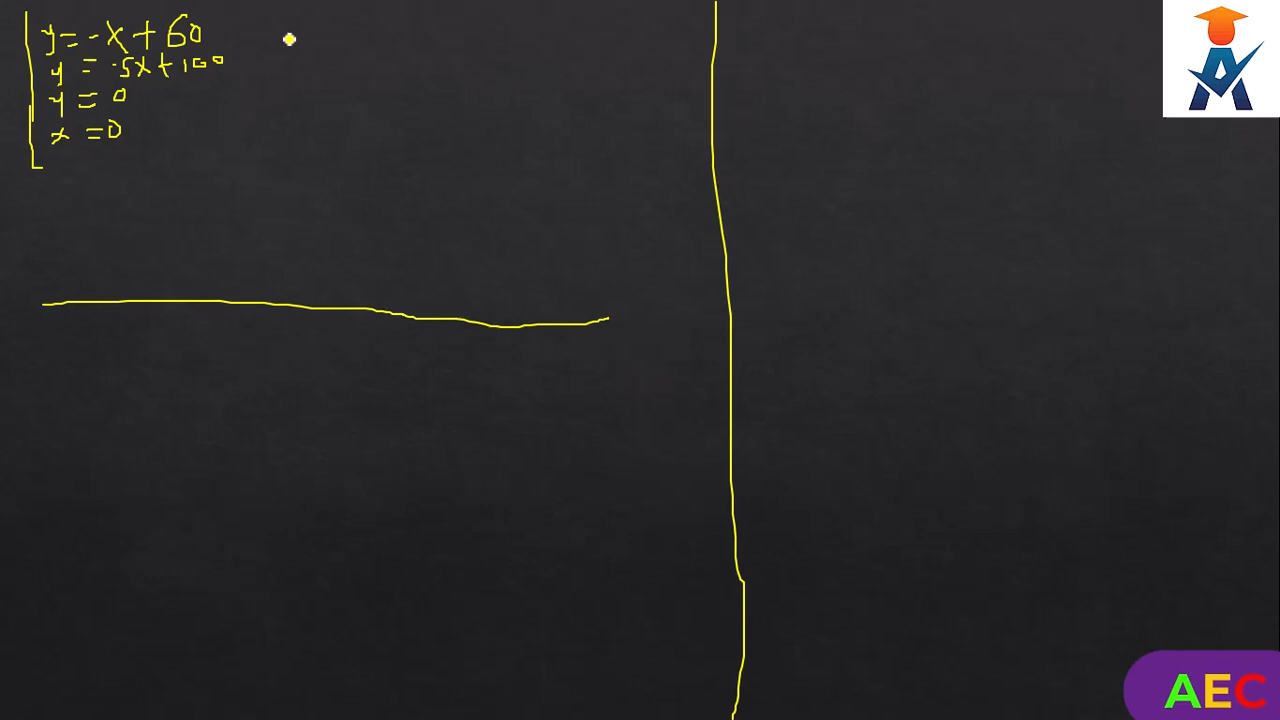 y = -x + 60
y = -5x + 100
y = 0
x = 0
AEC